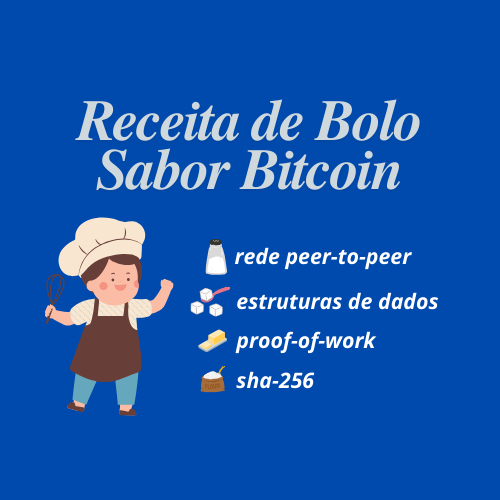 Receita de Bolo
Sabor Bitcoin
rede peer-to-peer
estruturas de dados
proof-of-work
sha-256